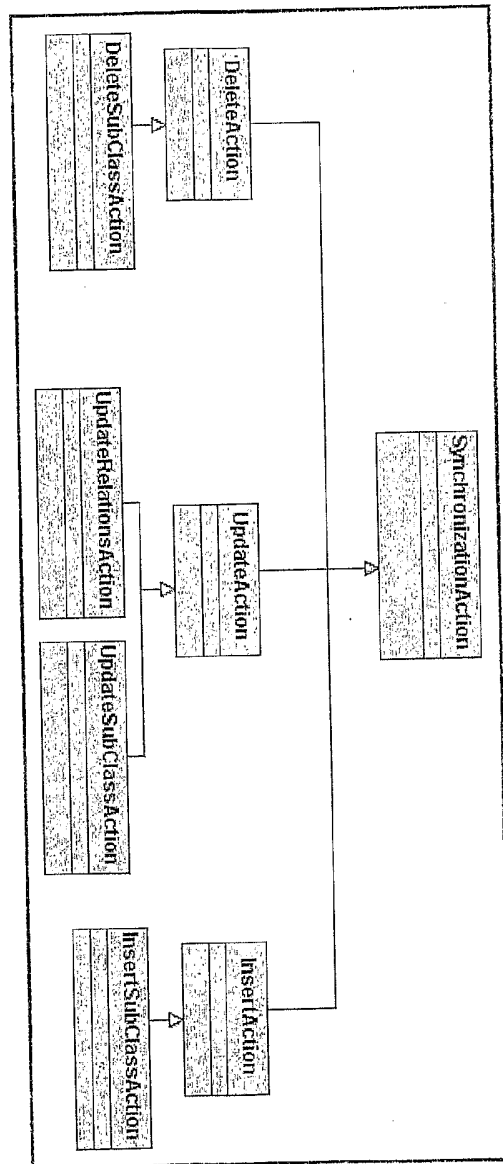 SynchronizationAction
DeleteAction
UpdateAction
InsertAction
DeleteSubClassAction
UpdateRelationsAction
UpdateSubClassAction
InsertSubClassAction